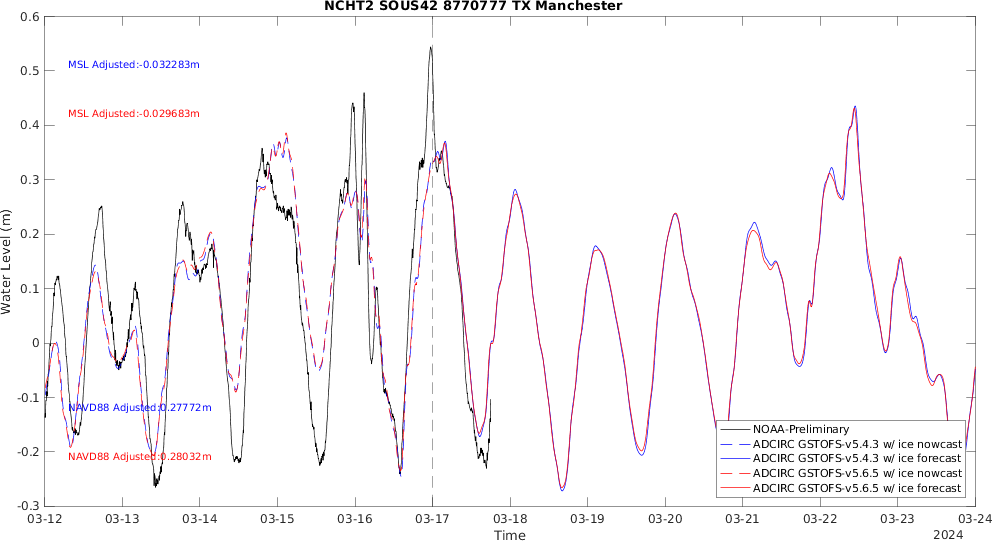 NCHT2 SOUS42 8770777 TX Manchester
0.6
0.5
0.4
0.3
0.2
0.1
0
-0.1
-0.2
-0.3
Water Level (m)
MSL Adjusted:-0.032283m
MSL Adjusted:-0.029683m
NAVD88 Adjusted:0.27772m
NAVD88 Adjusted:0.28032m
NOAA-Preliminary
ADCIRC GSTOFS-v5.4.3 w/ ice nowcast
ADCIRC GSTOFS-v5.4.3 w/ ice forecast
ADCIRC GSTOFS-v5.6.5 w/ ice nowcast
ADCIRC GSTOFS-v5.6.5 w/ ice forecast
03-12 03-13 03-14 03-15 03-16 03-17 03-18 03-19 03-20 03-21 03-22 03-23 03-24
Time
2024